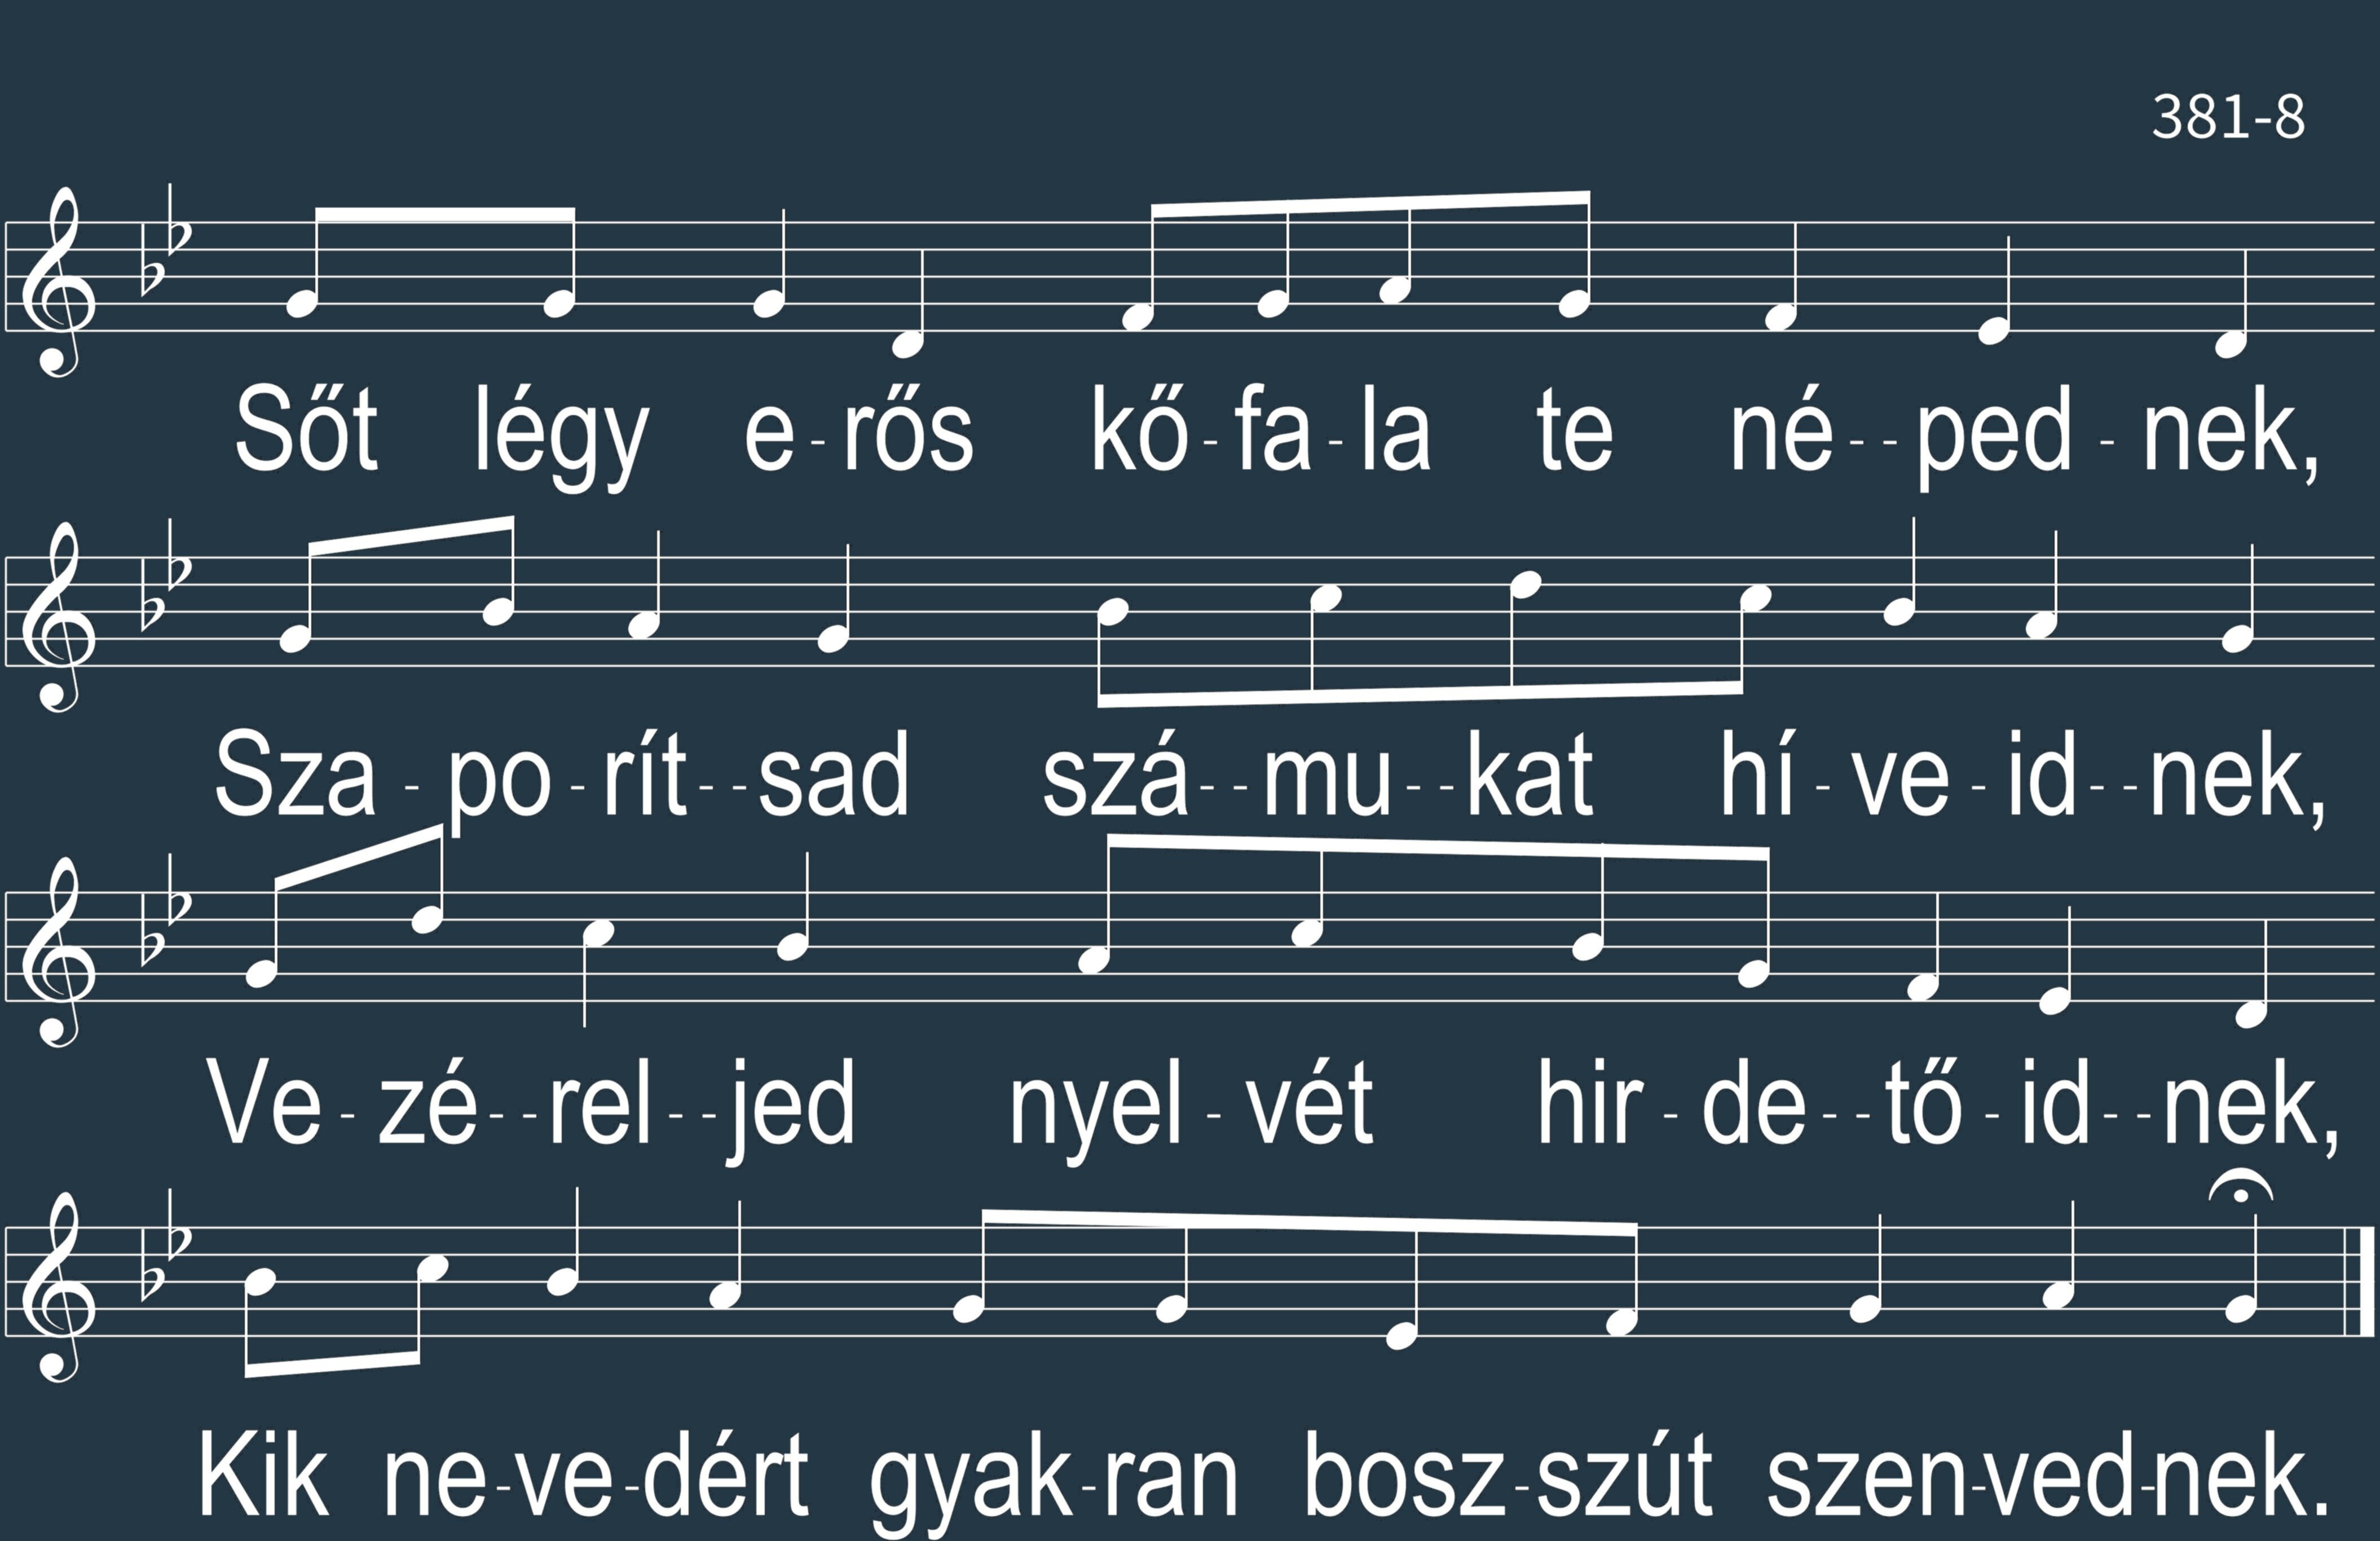 381-8
Sőt légy e-rős kő-fa-la te né--ped-nek,
Sza-po-rít--sad szá--mu--kat hí-ve-id--nek,
Ve-zé--rel--jed nyel-vét hir-de--tő-id--nek,
Kik ne-ve-dért gyak-ran bosz-szút szen-ved-nek.